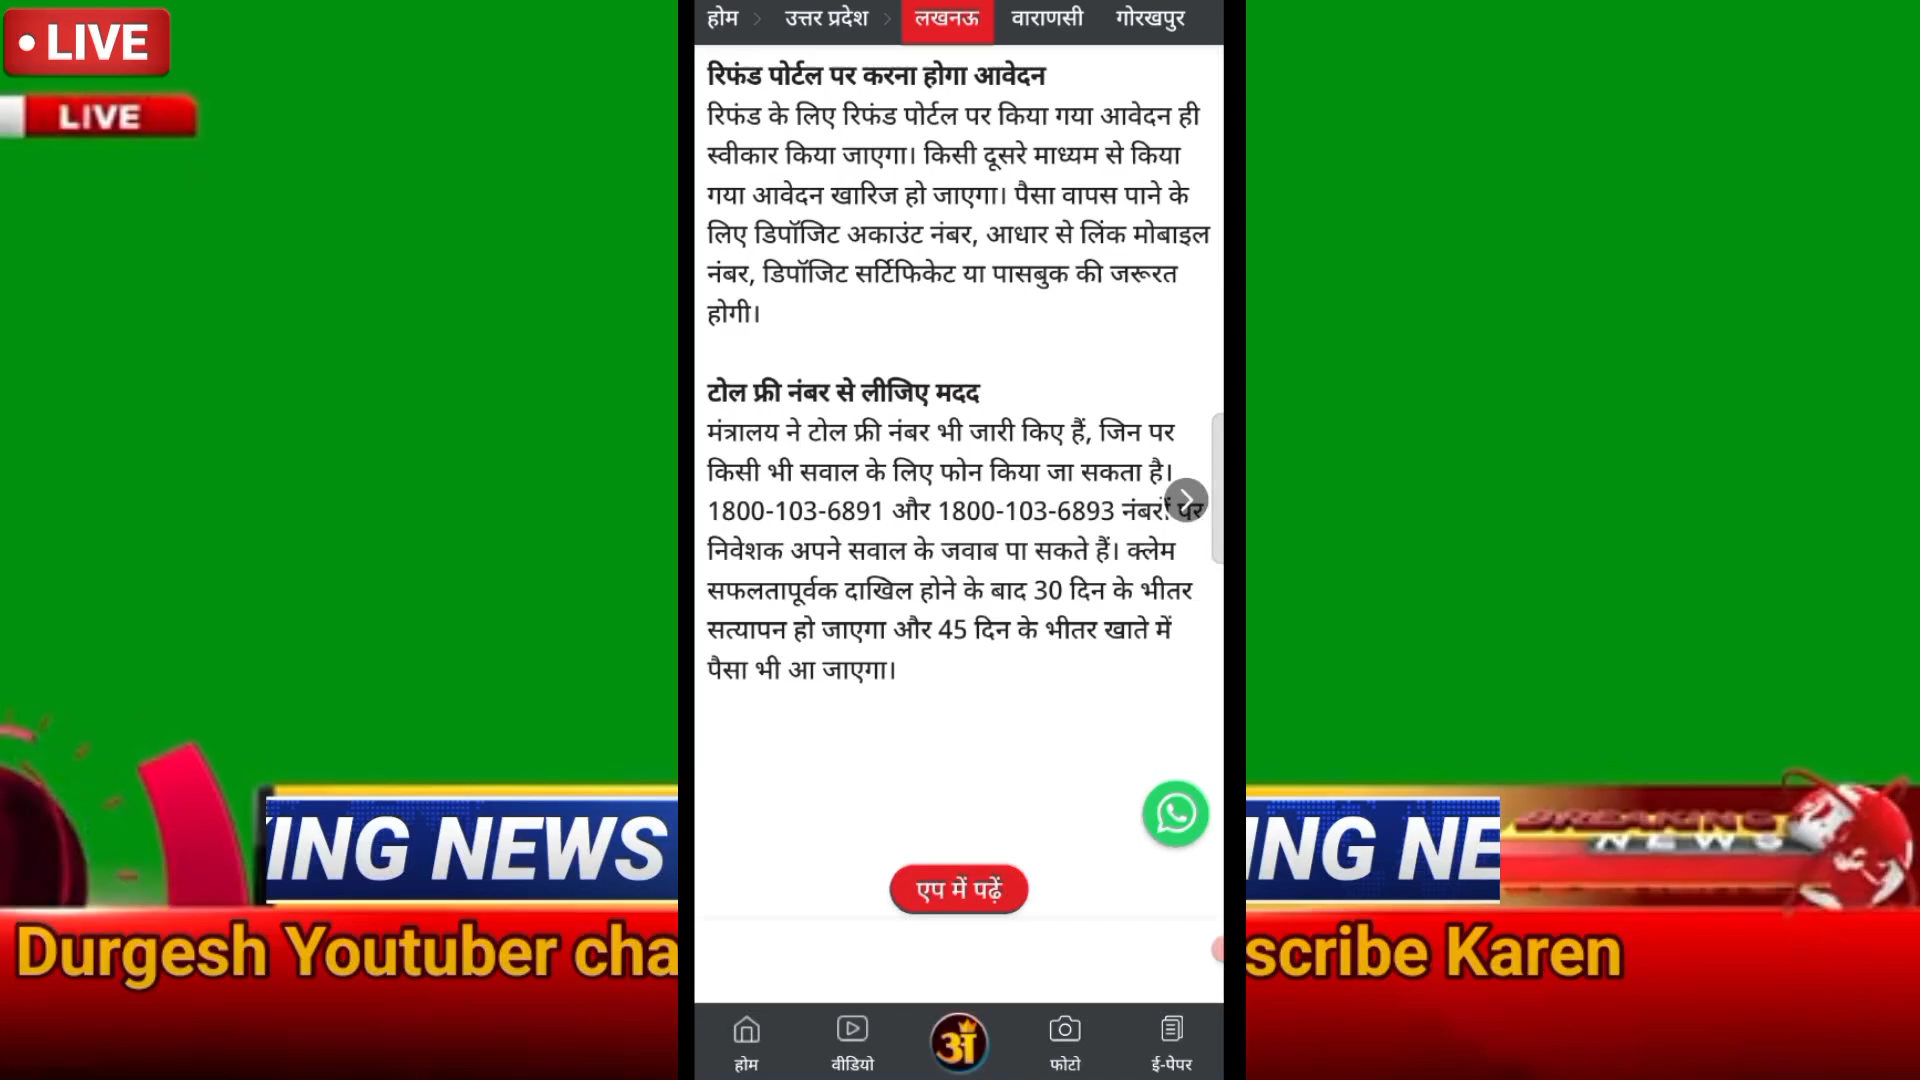 LIVE
LIVE
होम
उत्तर प्रदेश
लखनऊ
वाराणसी
गोरखपुर
रिफंड पोर्टल पर करना होगा आवेदन
रिफंड के लिए रिफंड पोर्टल पर किया गया आवेदन ही
स्वीकार किया जाएगा। किसी दूसरे माध्यम से किया
गया आवेदन खारिज हो जाएगा। पैसा वापस पाने के
लिए डिपॉजिट अकाउंट नंबर, आधार से लिंक मोबाइल
नंबर, डिपॉजिट सर्टिफिकेट या पासबुक की जरूरत
होगी।
टोल फ्री नंबर से लीजिए मदद
मंत्रालय ने टोल फ्री नंबर भी जारी किए हैं, जिन पर
किसी भी सवाल के लिए फोन किया जा सकता है।
1800-103-6891 और 1800-103-6893 नंबरों पर
निवेशक अपने सवाल के जवाब पा सकते हैं। क्लेम
सफलतापूर्वक दाखिल होने के बाद 30 दिन के भीतर
सत्यापन हो जाएगा और 45 दिन के भीतर खाते में
पैसा भी आ जाएगा।
एप में पढ़ें
ING NEWS
ING NE
BREAKING
NEWS
Durgesh Youtuber cha
scribe Karen
होम
वीडियो
अं
फोटो
ई-पेपर